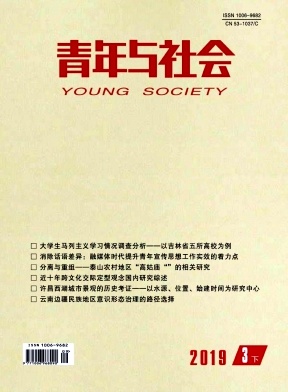 ISSN 1006-9682
CN 53-1037/C
青年与社会
YOUNG SOCIETY
□ 大学生马列主义学习情况调查分析——以吉林省五所高校为例
□ 消除话语差异：融媒体时代提升青年宣传思想工作实效的着力点
□ 分离与重组——泰山农村地区“高姑庙“”的相关研究
□ 近十年跨文化交际定型观念国内研究综述
□ 许昌西湖城市景观的历史考证——以水源、位置、始建时间为研究中心
□ 云南边疆民族地区意识形态治理的路径选择
ISSN 1006-9682
2019 3下